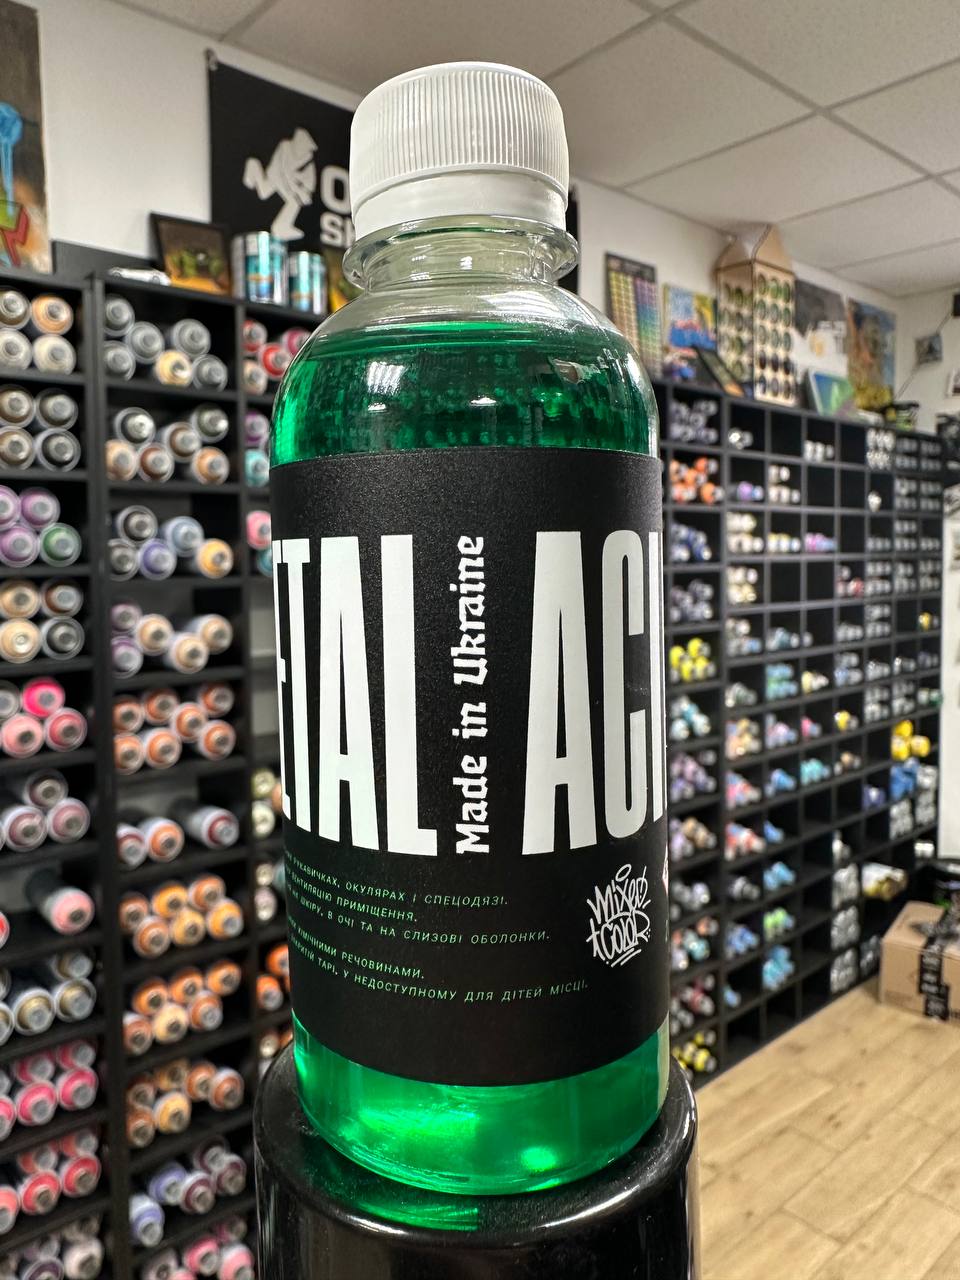 ETAL
Made in Ukraine
ACI
РУКАВИЧКАХ, ОКУЛЯРАХ І СПЕЦОДЯЗІ.
ВЕНТИЛЯЦІЮ ПРИМІЩЕННЯ.
НА ШКІРУ, В ОЧІ ТА НА СЛИЗОВІ ОБОЛОНКИ.
ХІМІЧНИМИ РЕЧОВИНАМИ.
ТАРІ, У НЕДОСТУПНОМУ ДЛЯ ДІТЕЙ МІСЦІ.
mixed
color